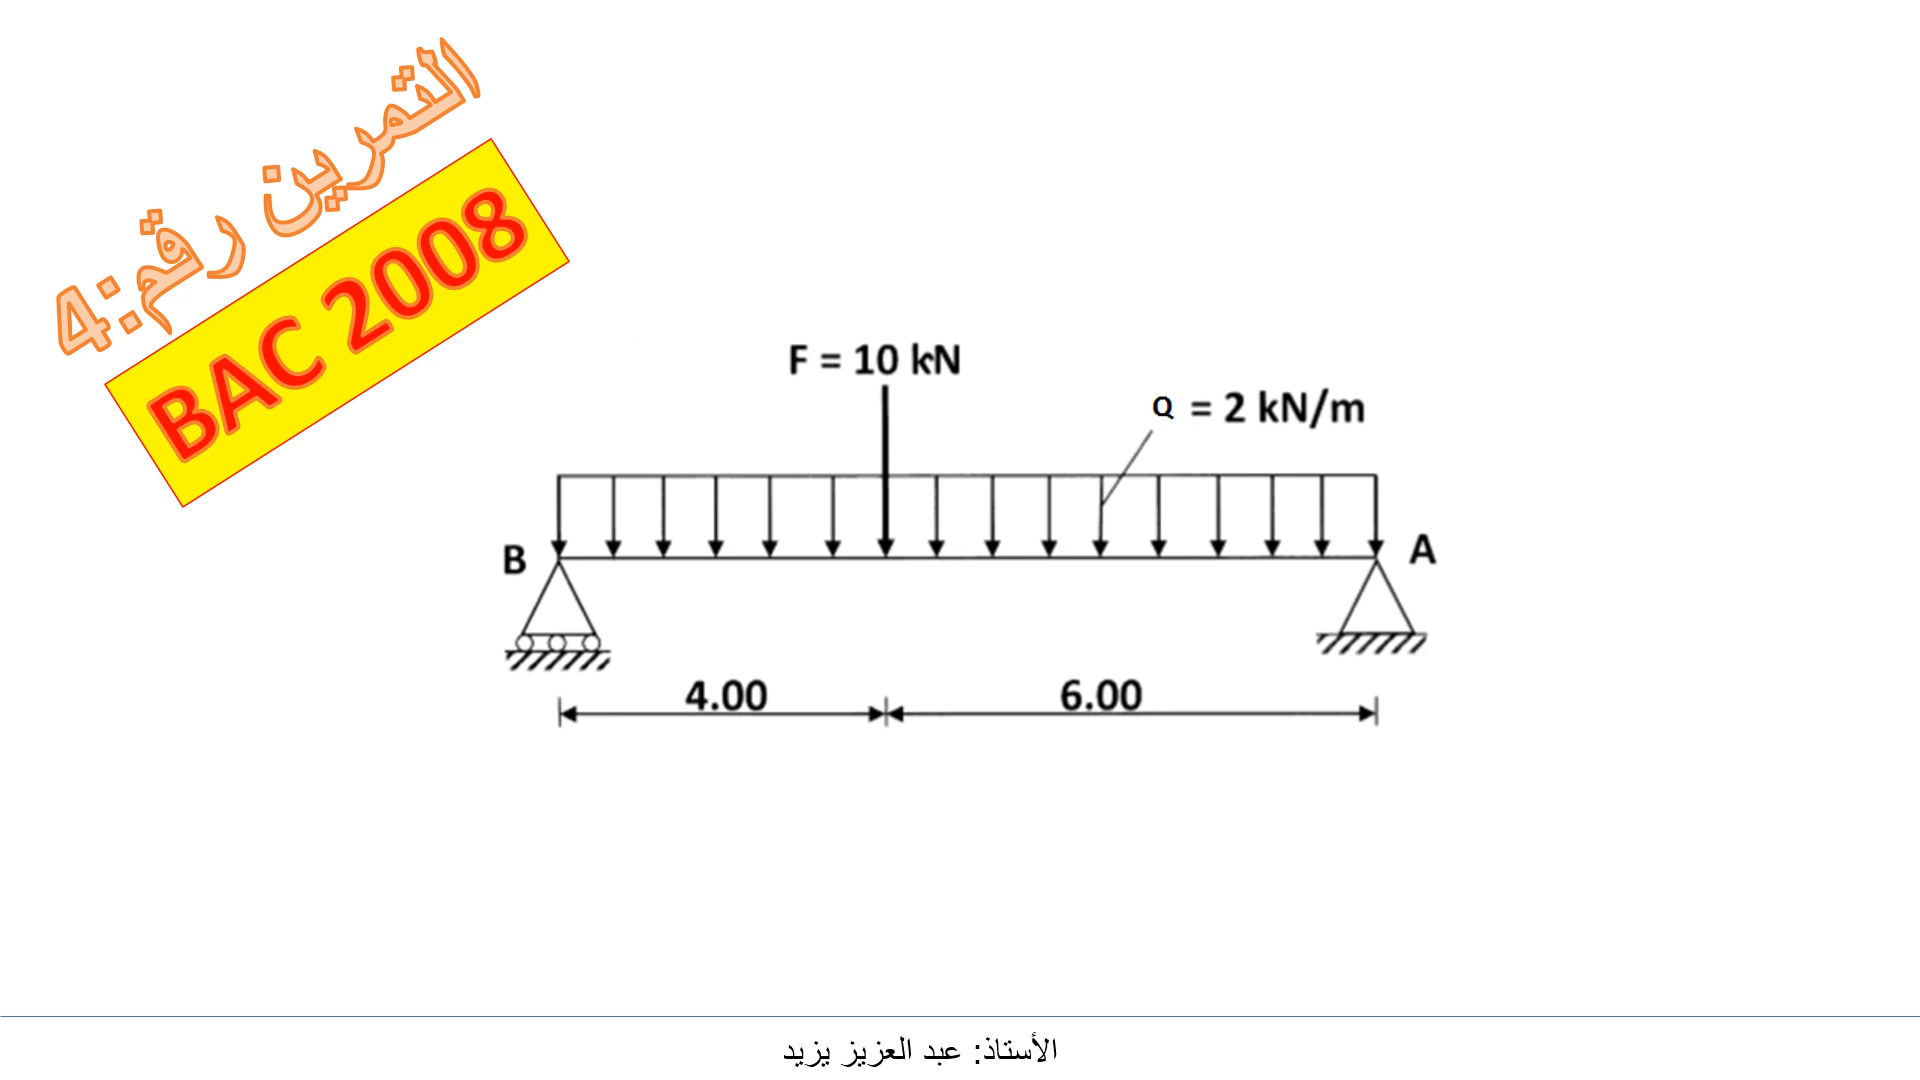 التمرين رقم:4
BAC 2008
F = 10 kN
Q = 2 kN/m
B
A
4.00
6.00
الأستاذ: عبد العزيز يزيد